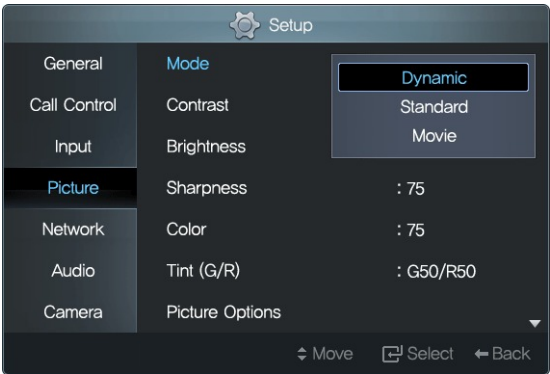 Setup
General
Call Control
Input
Picture
Network
Audio
Camera
Mode
Contrast
Brightness
Sharpness : 75
Color : 75
Tint (G/R) : G50/R50
Picture Options
Dynamic
Standard
Movie
Move Select Back